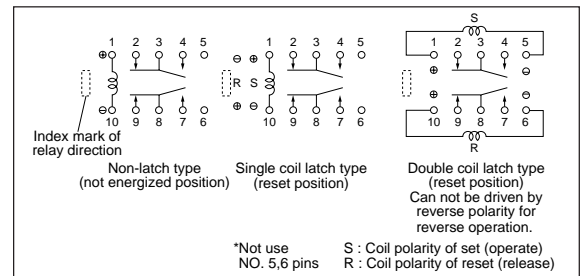 S
1 2 3 4 5
1 2 3 4 5
1 2 3 4 5
⊕
⊖ ⊕
⊕ ⊖
R S
⊖
⊕ ⊖
⊕ ⊖
10 9 8 7 6
10 9 8 7 6
10 9 8 7 6
R
Index mark of
relay direction
Non-latch type
(not energized position)
Single coil latch type
(reset position)
Double coil latch type
(reset position)
Can not be driven by
reverse polarity for
reverse operation.
*Not use
NO. 5,6 pins
S : Coil polarity of set (operate)
R : Coil polarity of reset (release)